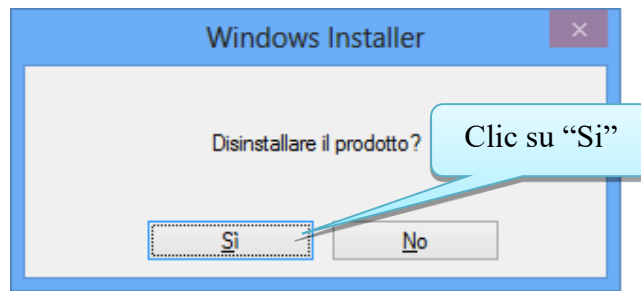 Windows Installer
Disinstallare il prodotto?
Clic su “Si”
Sì
No